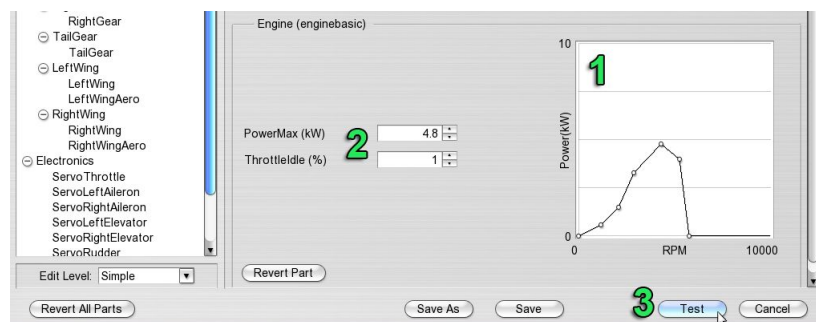 RightGear
TailGear
TailGear
LeftWing
LeftWing
LeftWingAero
RightWing
RightWing
RightWingAero
Electronics
ServoThrottle
ServoLeftAileron
ServoRightAileron
ServoLeftElevator
ServoRightElevator
ServoRudder
Edit Level: Simple
Engine (enginebasic)
PowerMax (kW) 4.8
2
ThrottleIdle (%) 1
Revert Part
1
10
Power(kW)
0
0 RPM 10000
Revert All Parts Save As Save 3 Test Cancel